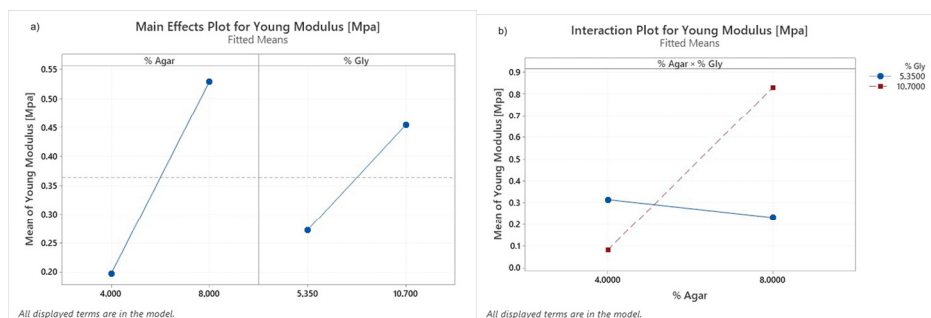 a)
Main Effects Plot for Young Modulus [Mpa]
Fitted Means
% Agar
% Gly
Mean of Young Modulus [Mpa]
0.55
0.50
0.45
0.40
0.35
0.30
0.25
0.20
4.000
8,000
5.350
10.700
All displayed terms are in the model.
b)
Interaction Plot for Young Modulus [Mpa]
Fitted Means
% Agar × % Gly
Mean of Young Modulus [Mpa]
0.9
0.8
0.7
0.6
0.5
0.4
0.3
0.2
0.1
0.0
4.0000
8.0000
% Agar
% Gly
5.3500
10.7000
All displayed terms are in the model.